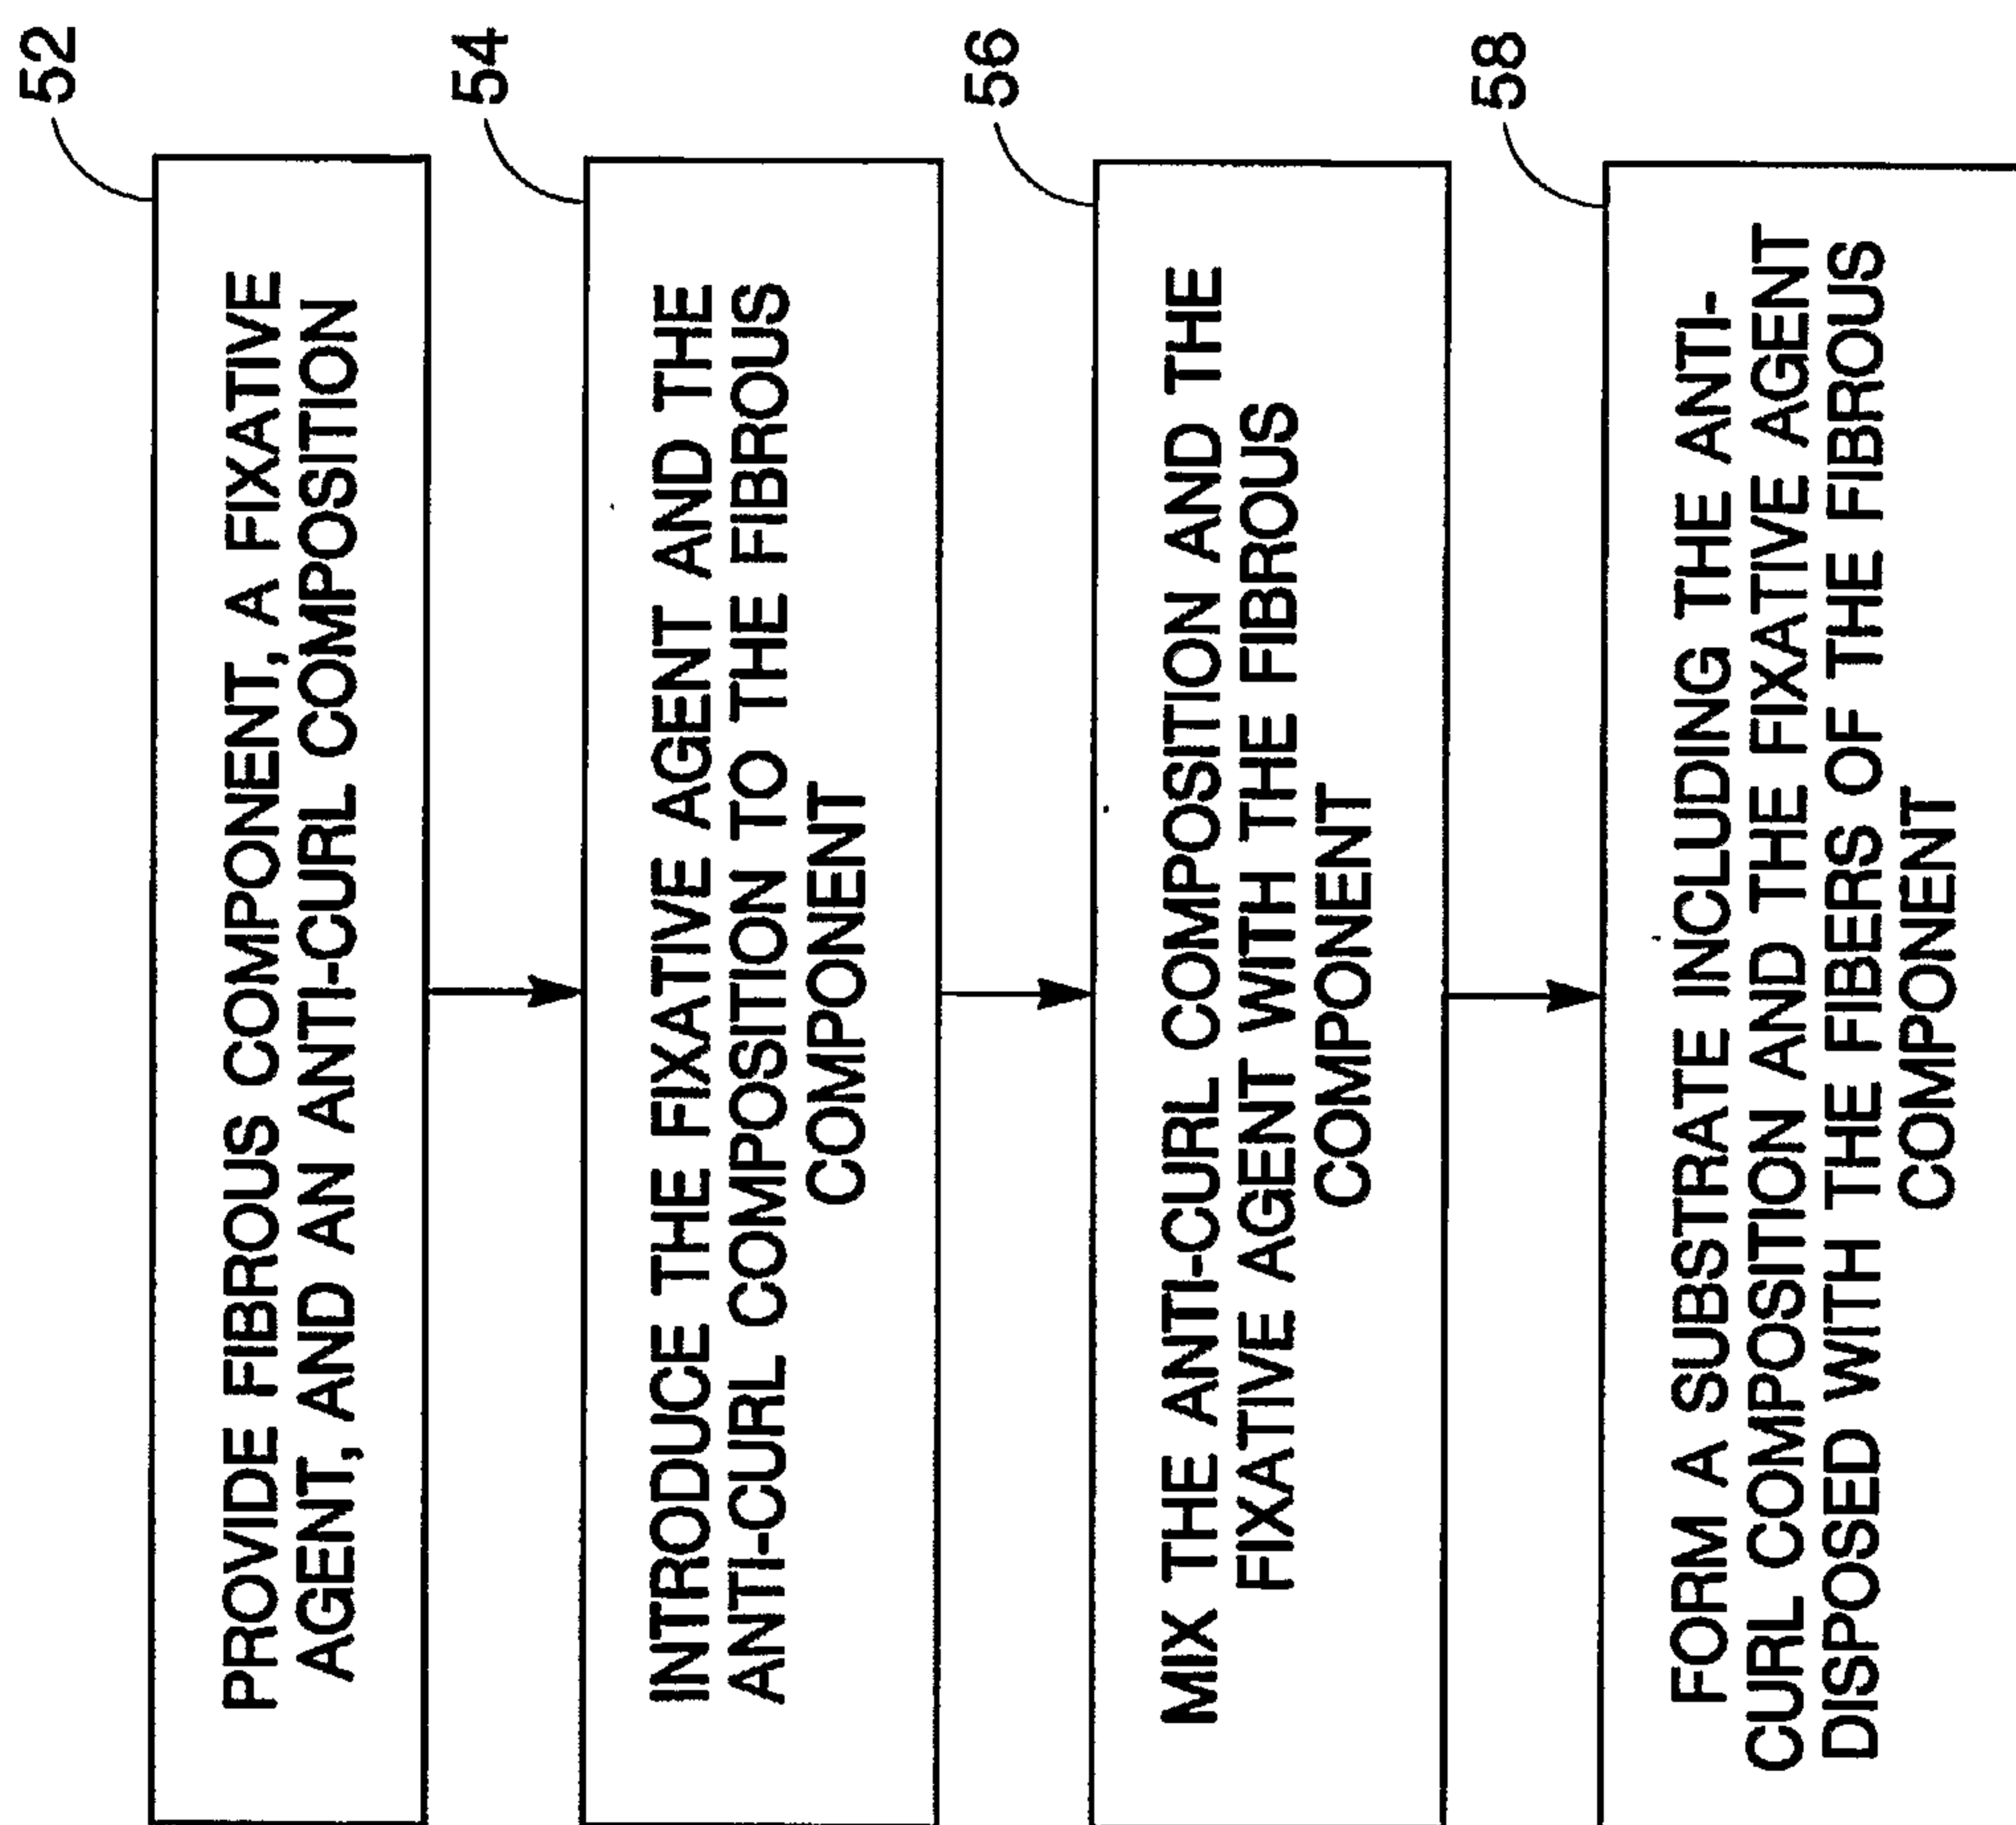 52
PROVIDE FIBROUS COMPONENT, A FIXATIVE
AGENT, AND AN ANTI-CURL COMPOSITION
54
INTRODUCE THE FIXATIVE AGENT AND THE
ANTI-CURL COMPOSITION TO THE FIBROUS
COMPONENT
56
MIX THE ANTI-CURL COMPOSITION AND THE
FIXATIVE AGENT WITH THE FIBROUS
COMPONENT
58
FORM A SUBSTRATE INCLUDING THE ANTI-
CURL COMPOSITION AND THE FIXATIVE AGENT
DISPOSED WITH THE FIBERS OF THE FIBROUS
COMPONENT